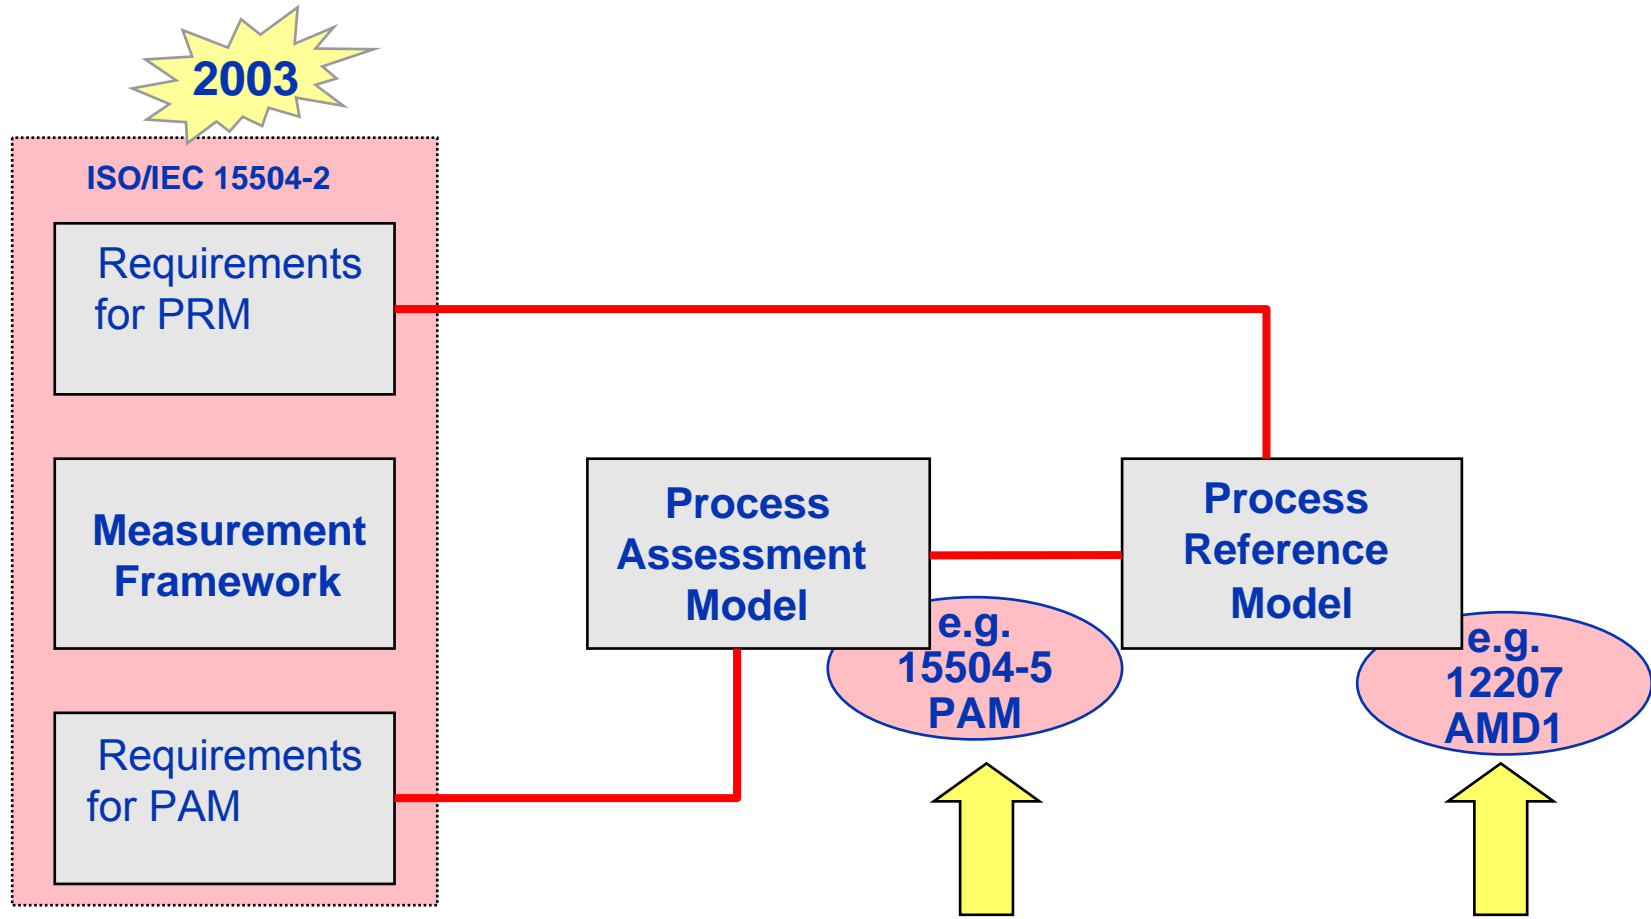 2003
ISO/IEC 15504-2
Requirements
for PRM
Measurement
Framework
Requirements
for PAM
Process
Assessment
Model
e.g.
15504-5
PAM
Process
Reference
Model
e.g.
12207
AMD1